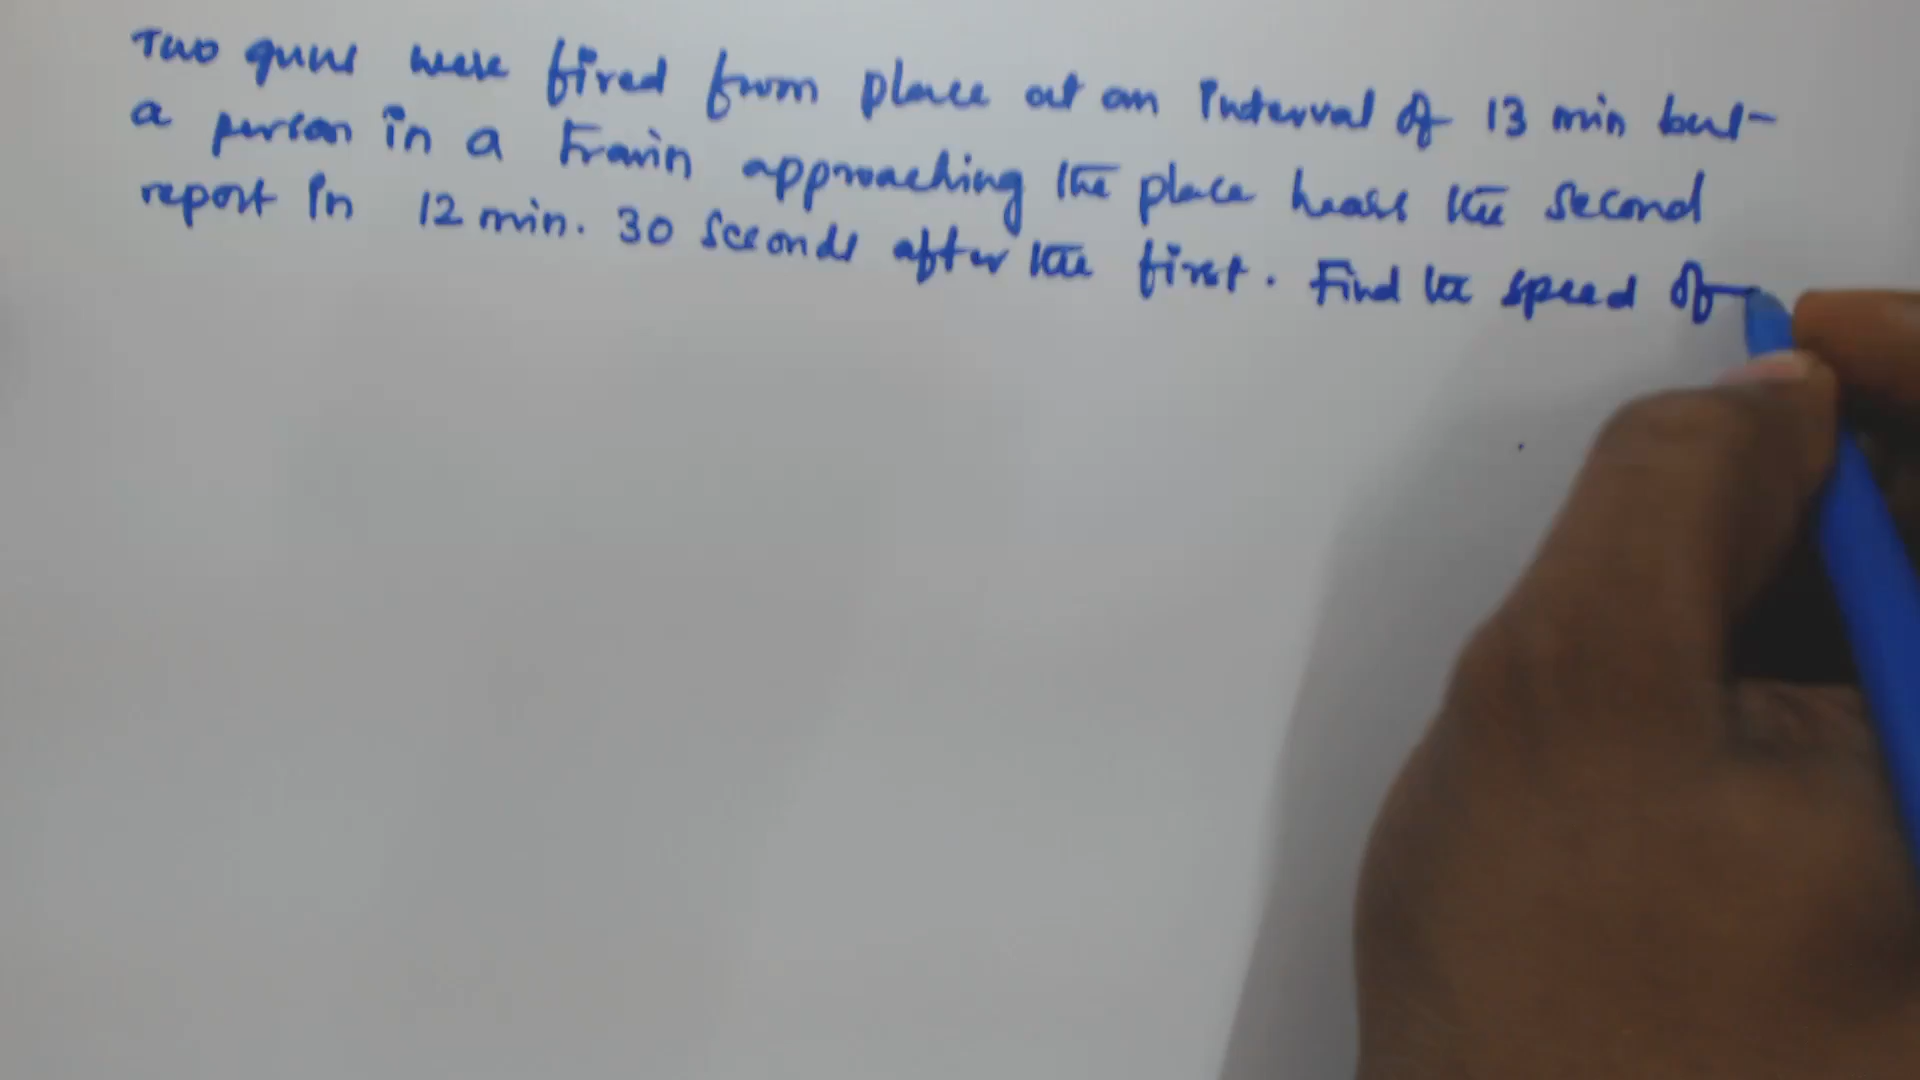 Two guns were fired from place at an interval of 13 min but
a person in a train approaching the place hears the second
report in 12 min. 30 seconds after the first. Find the speed of